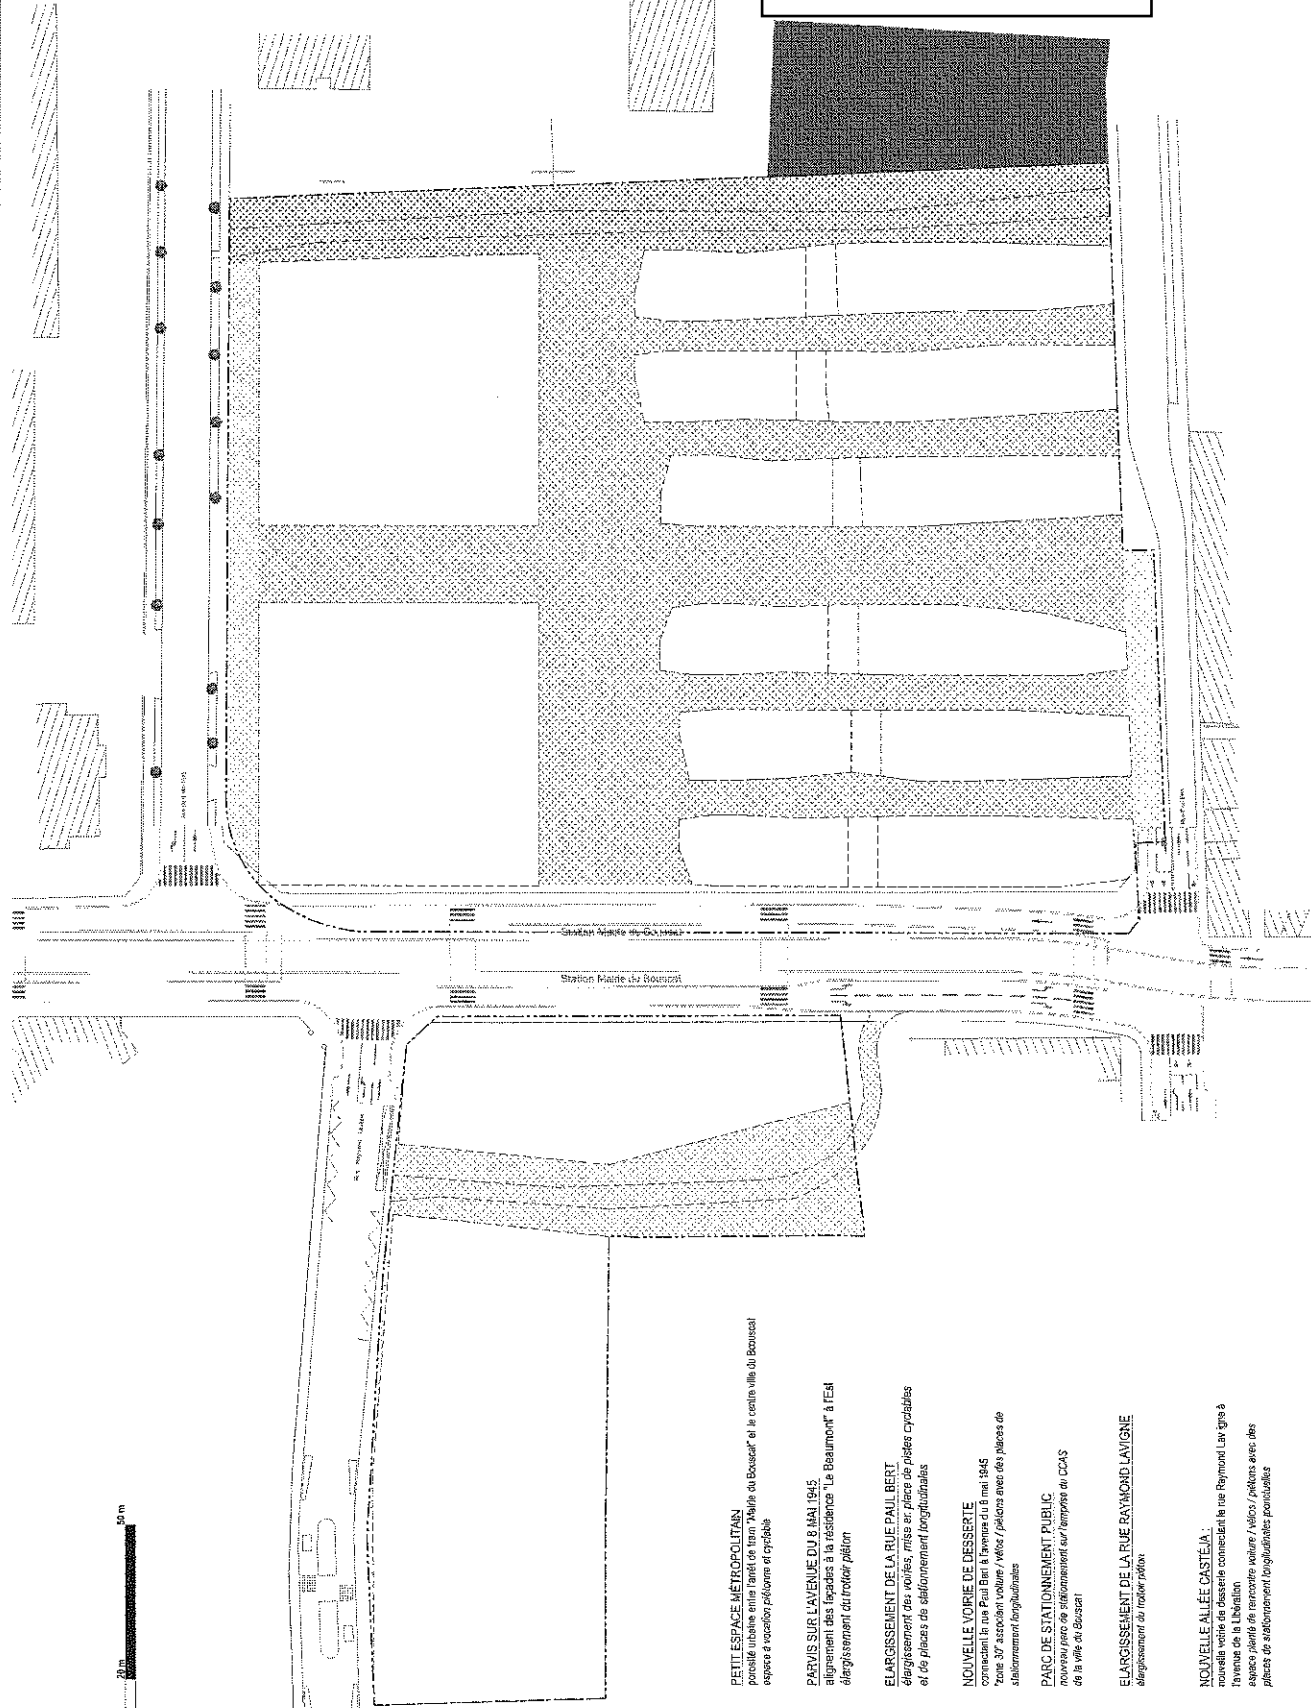 Station Mairie du Bouscat
Station Mairie du Bouscat
20 m
50 m
PETIT ESPACE MÉTROPOLITAIN
porosité urbaine entre l'arrêt de tram "Mairie du Bouscat" et le centre ville du Bouscat
espace à vocation piétonne et cyclable
PARVIS SUR L'AVENUE DU 8 MAI 1945
alignement des façades à la résidence "Le Beaumont" à l'Est
élargissement du trottoir piéton
ELARGISSEMENT DE LA RUE PAUL BERT
élargissement des voiries, mise en place de pistes cyclables
et de places de stationnement longitudinales
NOUVELLE VOIRIE DE DESSERTE
connectant la rue Paul Bert à l'avenue du 8 mai 1945
"zone 30" associant voiture / vélos / piétons avec des places de
stationnement longitudinales
PARC DE STATIONNEMENT PUBLIC
nouveau parc de stationnement sur l'emprise du CCAS
de la ville du Bouscat
ELARGISSEMENT DE LA RUE RAYMOND LAVIGNE
élargissement du trottoir piéton
NOUVELLE ALLÉE CASTÉJA :
nouvelle voirie de desserte connectant la rue Raymond Lavigne à
l'avenue de la Libération
espace planté de rencontre voiture / vélos / piétons avec des
places de stationnement longitudinales ponctuelles